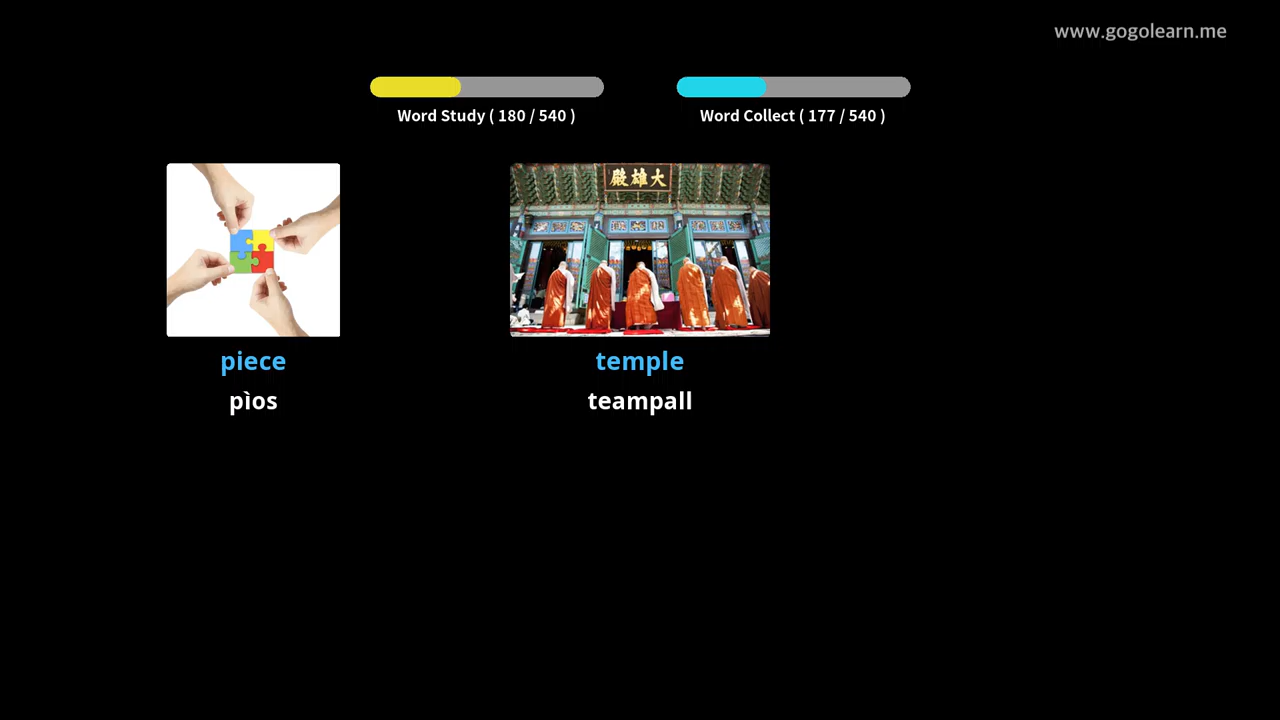 www.gogolearn.me
Word Study ( 180 / 540 )
Word Collect ( 177 / 540 )
殿雄大
piece
temple
pìos
teampall